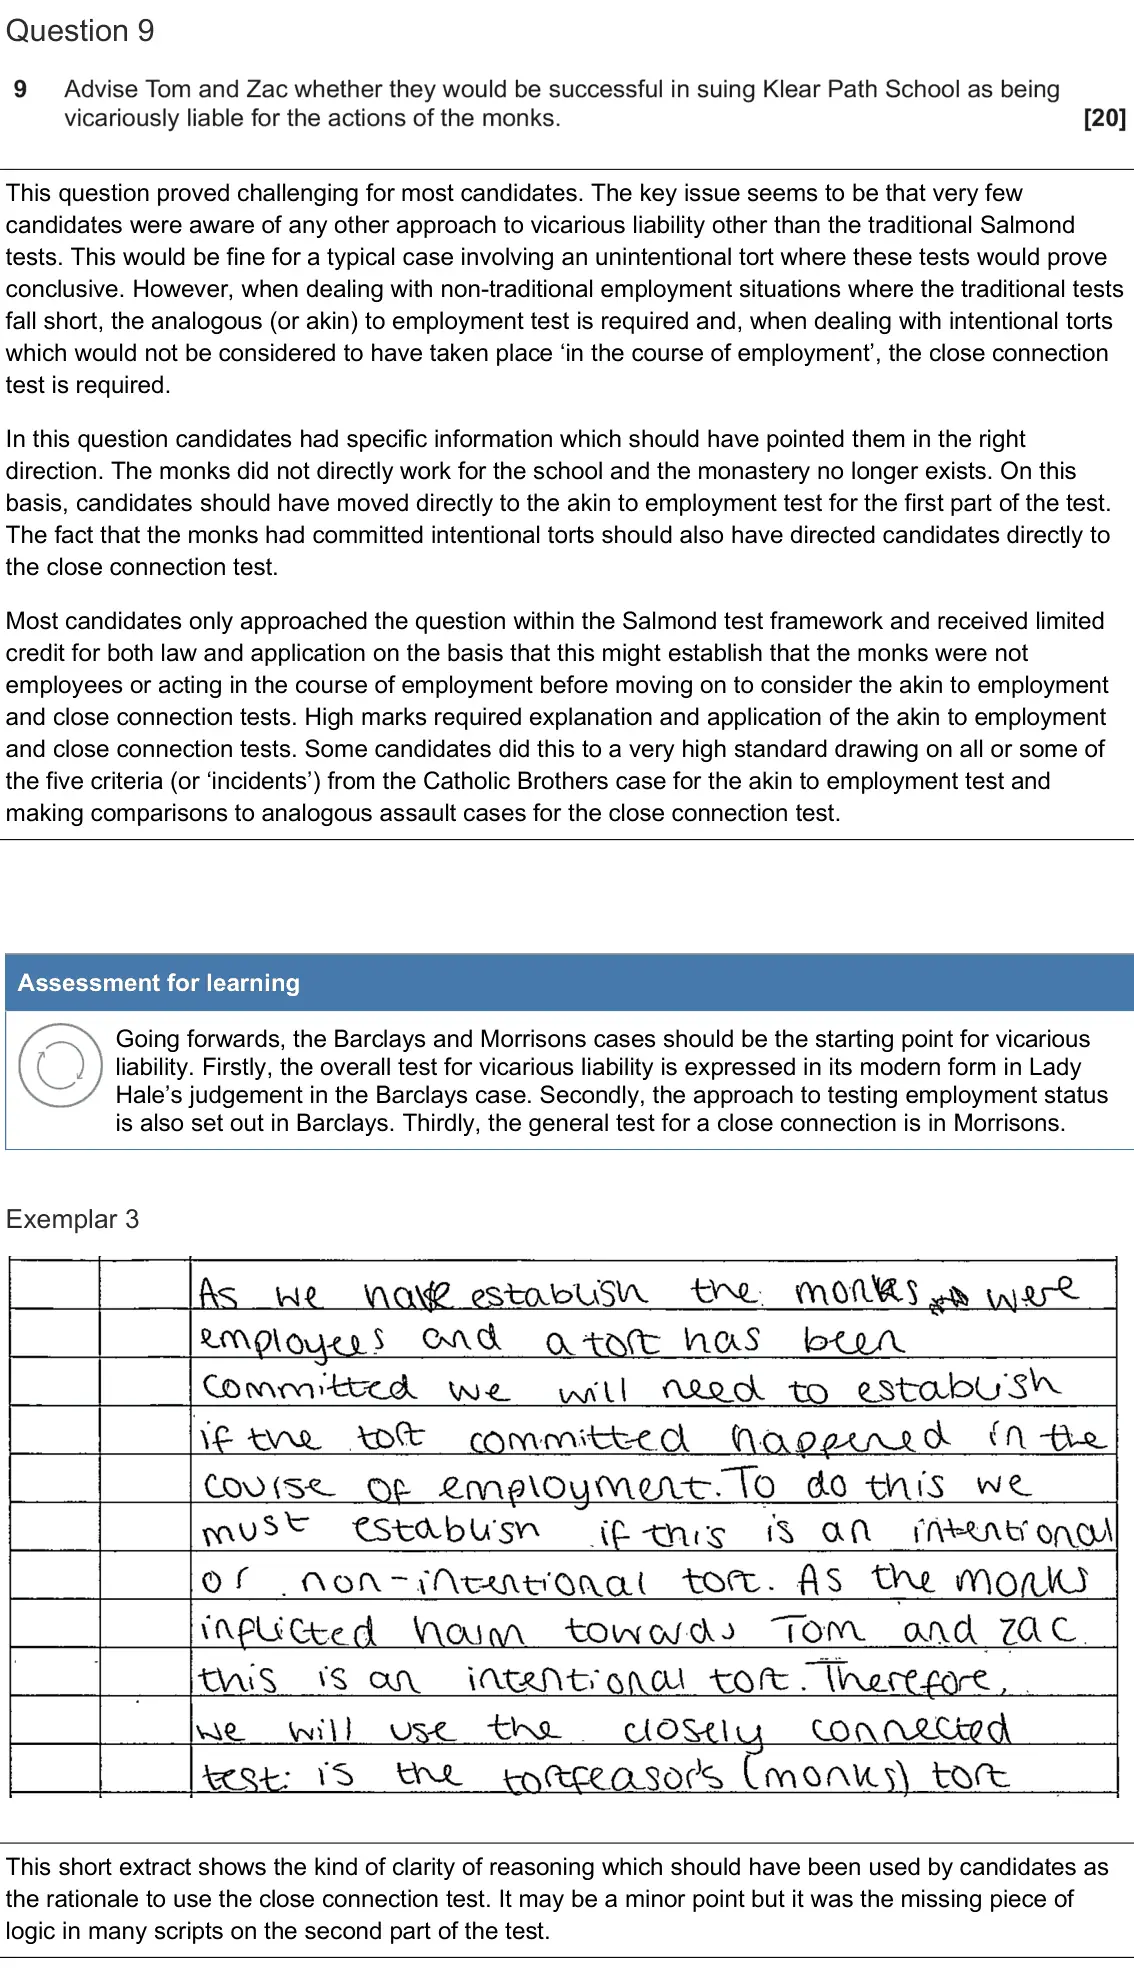 Question 9
9 Advise Tom and Zac whether they would be successful in suing Klear Path School as being
vicariously liable for the actions of the monks. [20]
This question proved challenging for most candidates. The key issue seems to be that very few
candidates were aware of any other approach to vicarious liability other than the traditional Salmond
tests. This would be fine for a typical case involving an unintentional tort where these tests would prove
conclusive. However, when dealing with non-traditional employment situations where the traditional tests
fall short, the analogous (or akin) to employment test is required and, when dealing with intentional torts
which would not be considered to have taken place ‘in the course of employment’, the close connection
test is required.
In this question candidates had specific information which should have pointed them in the right
direction. The monks did not directly work for the school and the monastery no longer exists. On this
basis, candidates should have moved directly to the akin to employment test for the first part of the test.
The fact that the monks had committed intentional torts should also have directed candidates directly to
the close connection test.
Most candidates only approached the question within the Salmond test framework and received limited
credit for both law and application on the basis that this might establish that the monks were not
employees or acting in the course of employment before moving on to consider the akin to employment
and close connection tests. High marks required explanation and application of the akin to employment
and close connection tests. Some candidates did this to a very high standard drawing on all or some of
the five criteria (or ‘incidents’) from the Catholic Brothers case for the akin to employment test and
making comparisons to analogous assault cases for the close connection test.
Assessment for learning
Going forwards, the Barclays and Morrisons cases should be the starting point for vicarious
liability. Firstly, the overall test for vicarious liability is expressed in its modern form in Lady
Hale’s judgement in the Barclays case. Secondly, the approach to testing employment status
is also set out in Barclays. Thirdly, the general test for a close connection is in Morrisons.
Exemplar 3
As we have establish the monks were
employees and a tort has been
committed we will need to establish
if the tort committed happened in the
course of employment. To do this we
must establish if this is an intentional
or non-intentional tort. As the monks
inflicted harm towards Tom and Zac
this is an intentional tort. Therefore,
we will use the closely connected
test: is the tortfeasor's (monks) tort
This short extract shows the kind of clarity of reasoning which should have been used by candidates as
the rationale to use the close connection test. It may be a minor point but it was the missing piece of
logic in many scripts on the second part of the test.